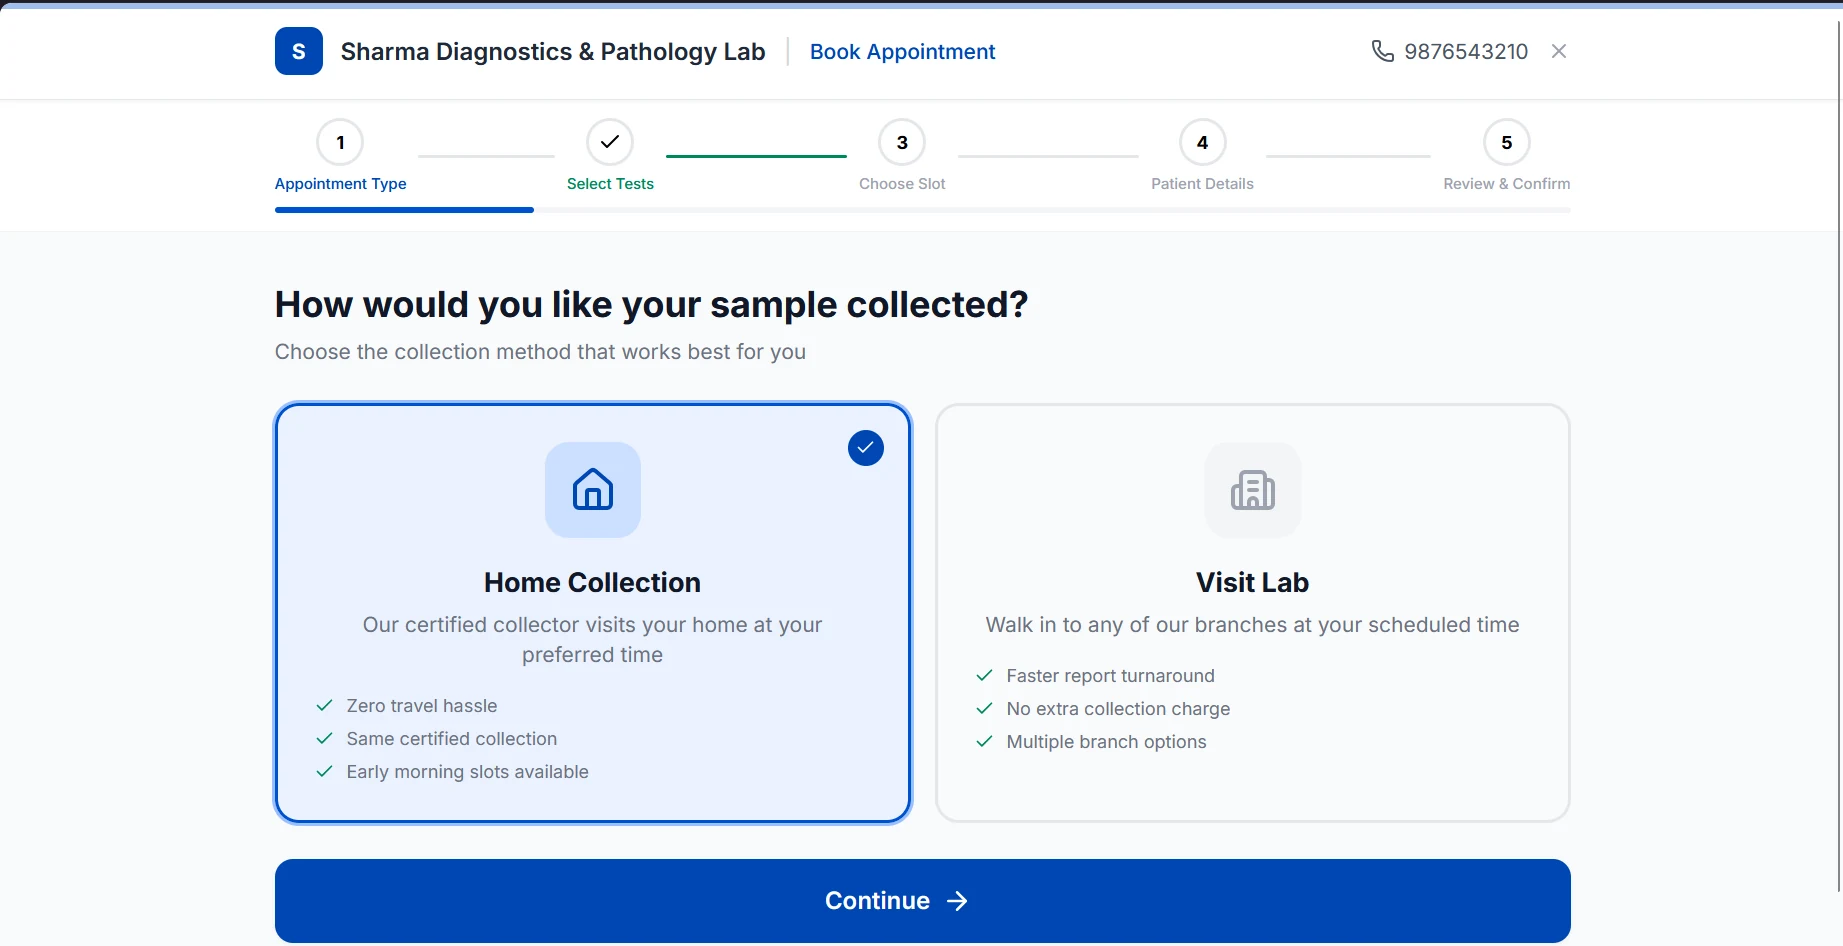 S
Sharma Diagnostics & Pathology Lab
Book Appointment
9876543210
1
3
4
5
Appointment Type
Select Tests
Choose Slot
Patient Details
Review & Confirm
How would you like your sample collected?
Choose the collection method that works best for you
Home Collection
Our certified collector visits your home at your
preferred time
Zero travel hassle
Same certified collection
Early morning slots available
Visit Lab
Walk in to any of our branches at your scheduled time
Faster report turnaround
No extra collection charge
Multiple branch options
Continue